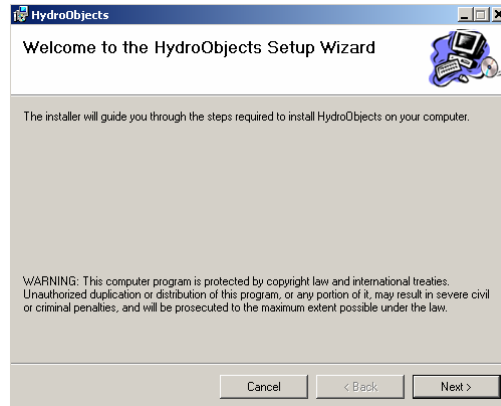 HydroObjects
Welcome to the HydroObjects Setup Wizard
The installer will guide you through the steps required to install HydroObjects on your computer.
WARNING: This computer program is protected by copyright law and international treaties.
Unauthorized duplication or distribution of this program, or any portion of it, may result in severe civil
or criminal penalties, and will be prosecuted to the maximum extent possible under the law.
Cancel
< Back
Next >